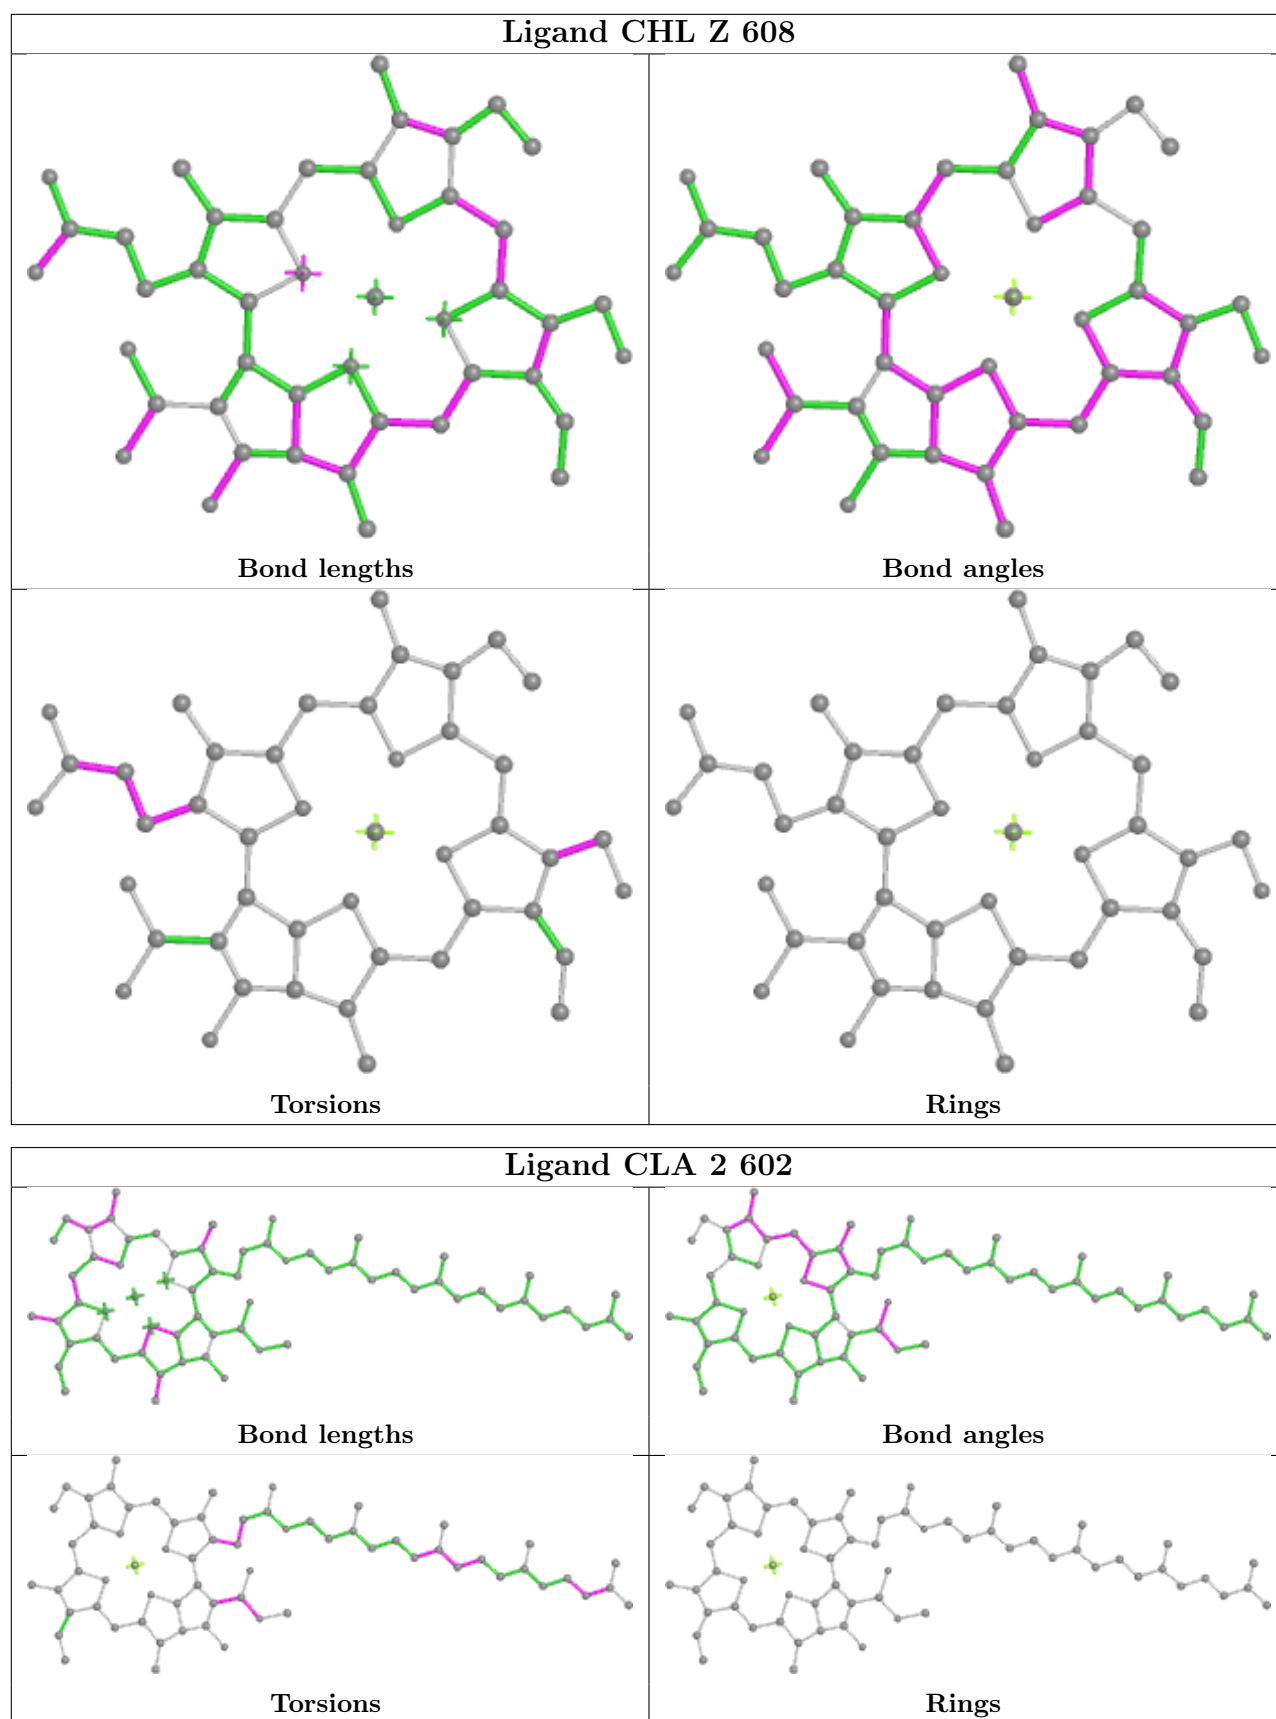 Ligand CHL Z 608
Bond lengths
Bond angles
Torsions
Rings
Ligand CLA 2 602
Bond lengths
Bond angles
Torsions
Rings